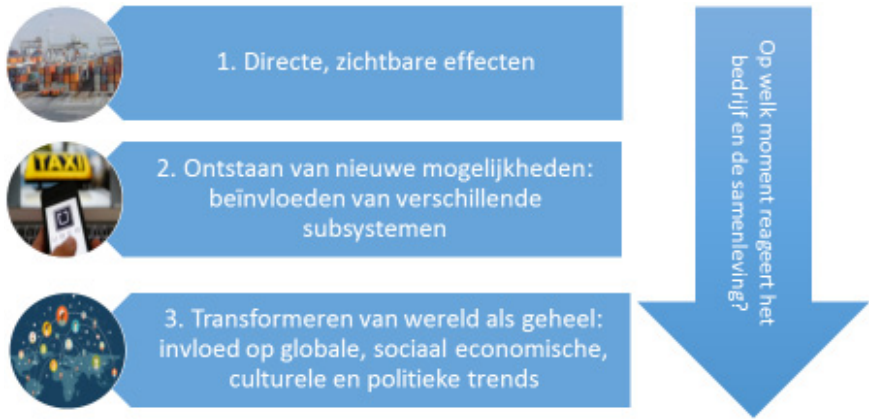 1. Directe, zichtbare effecten
TAXI
2. Ontstaan van nieuwe mogelijkheden:
beïnvloeden van verschillende
subsystemen
3. Transformeren van wereld als geheel:
invloed op globale, sociaal economische,
culturele en politieke trends
Op welk moment reageert het
bedrijf en de samenleving?